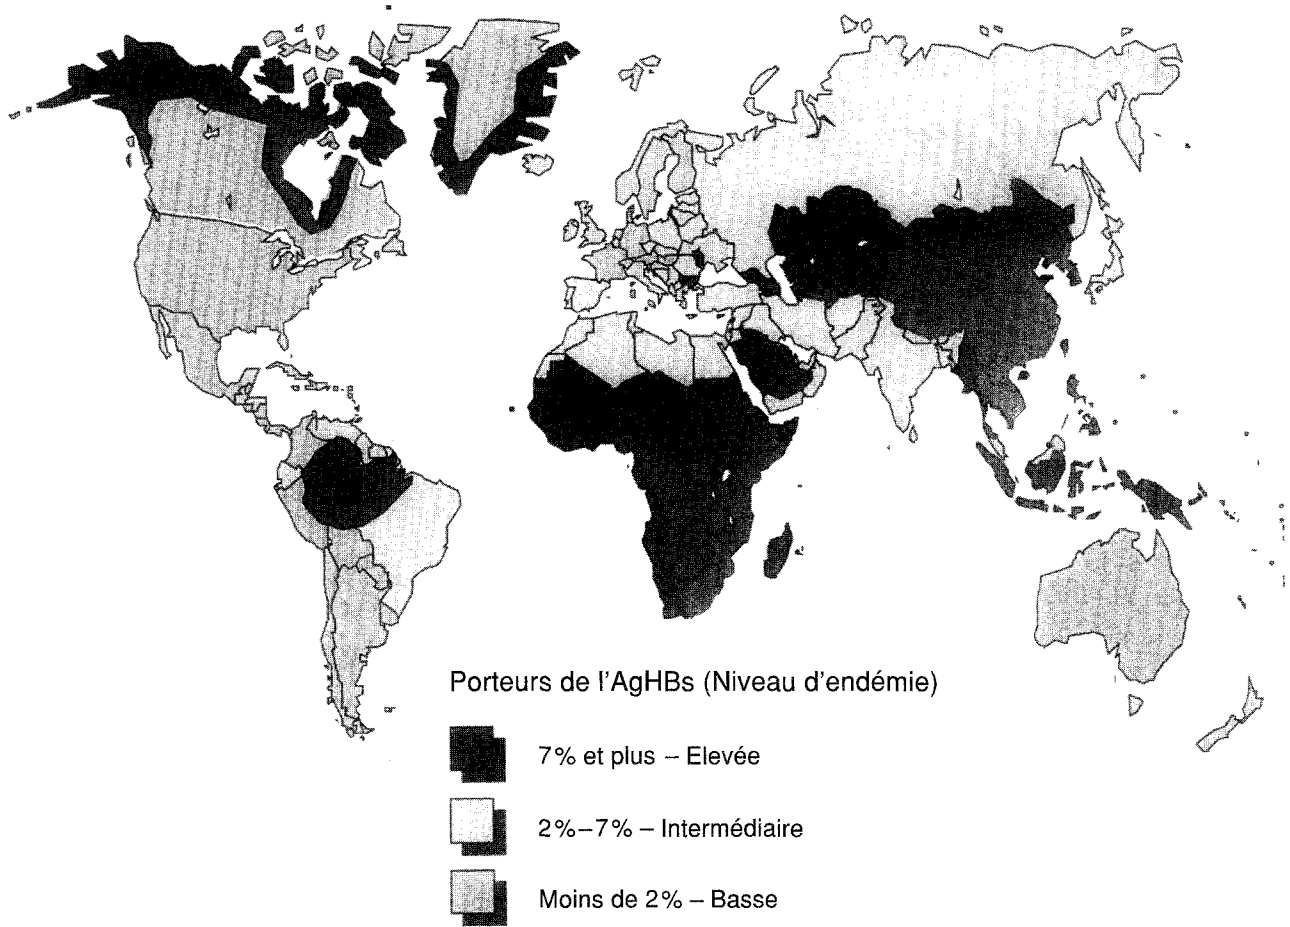 Porteurs de l'AgHBs (Niveau d'endémie)
7% et plus – Elevée
2%–7% – Intermédiaire
Moins de 2% – Basse